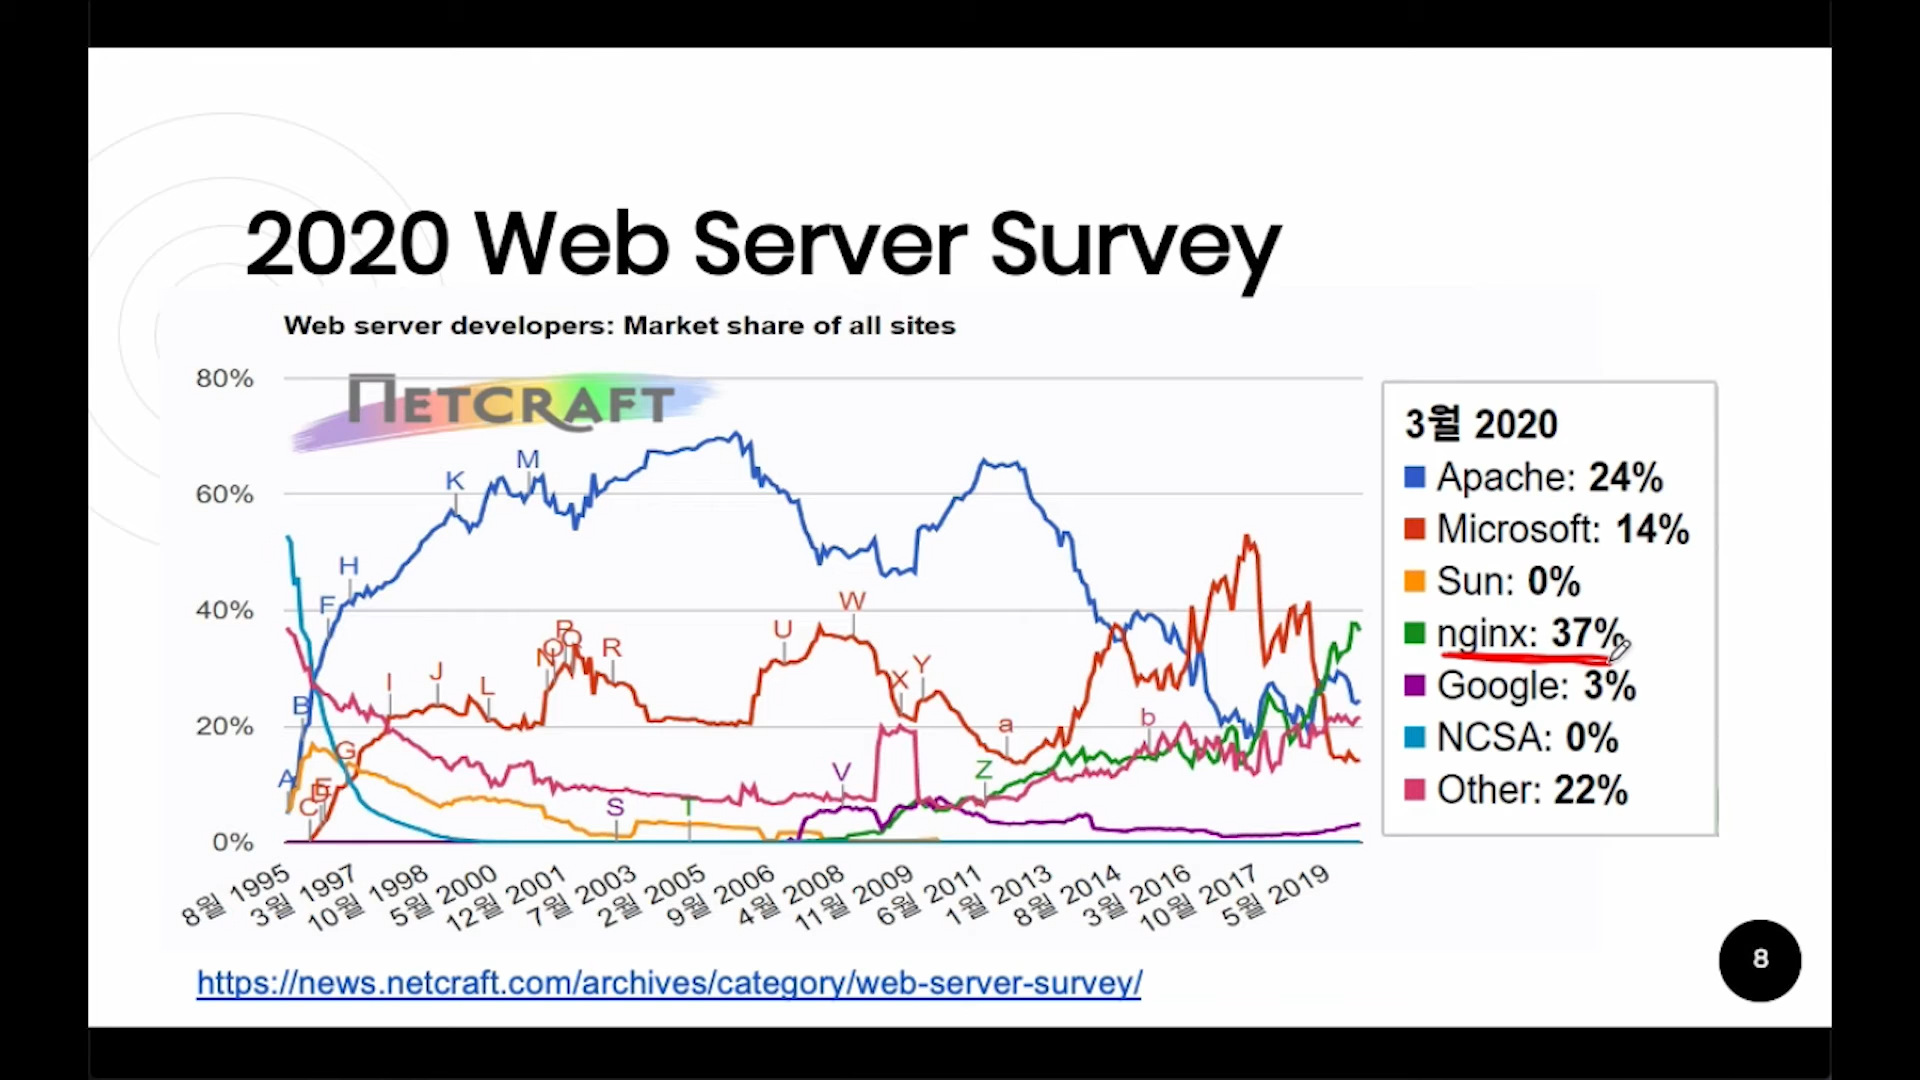 2020 Web Server Survey
Web server developers: Market share of all sites
NETCRAFT
80%
60%
40%
20%
0%
A
B
C
E
F
G
H
I
J
K
L
M
N
O
P
Q
R
S
T
U
V
W
X
Y
Z
a
b
8월 1995
3월 1997
10월 1998
5월 2000
12월 2001
7월 2003
2월 2005
9월 2006
4월 2008
11월 2009
6월 2011
1월 2013
8월 2014
3월 2016
10월 2017
5월 2019
3월 2020
Apache: 24%
Microsoft: 14%
Sun: 0%
nginx: 37%
Google: 3%
NCSA: 0%
Other: 22%
https://news.netcraft.com/archives/category/web-server-survey/
8